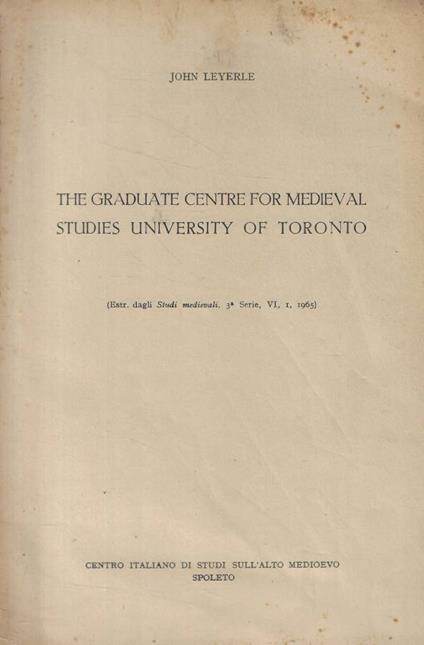 JOHN LEYERLE
THE GRADUATE CENTRE FOR MEDIEVAL
STUDIES UNIVERSITY OF TORONTO
(Estr. dagli Studi medievali, 3ª Serie, VI, 1, 1965)
CENTRO ITALIANO DI STUDI SULL'ALTO MEDIOEVO
SPOLETO